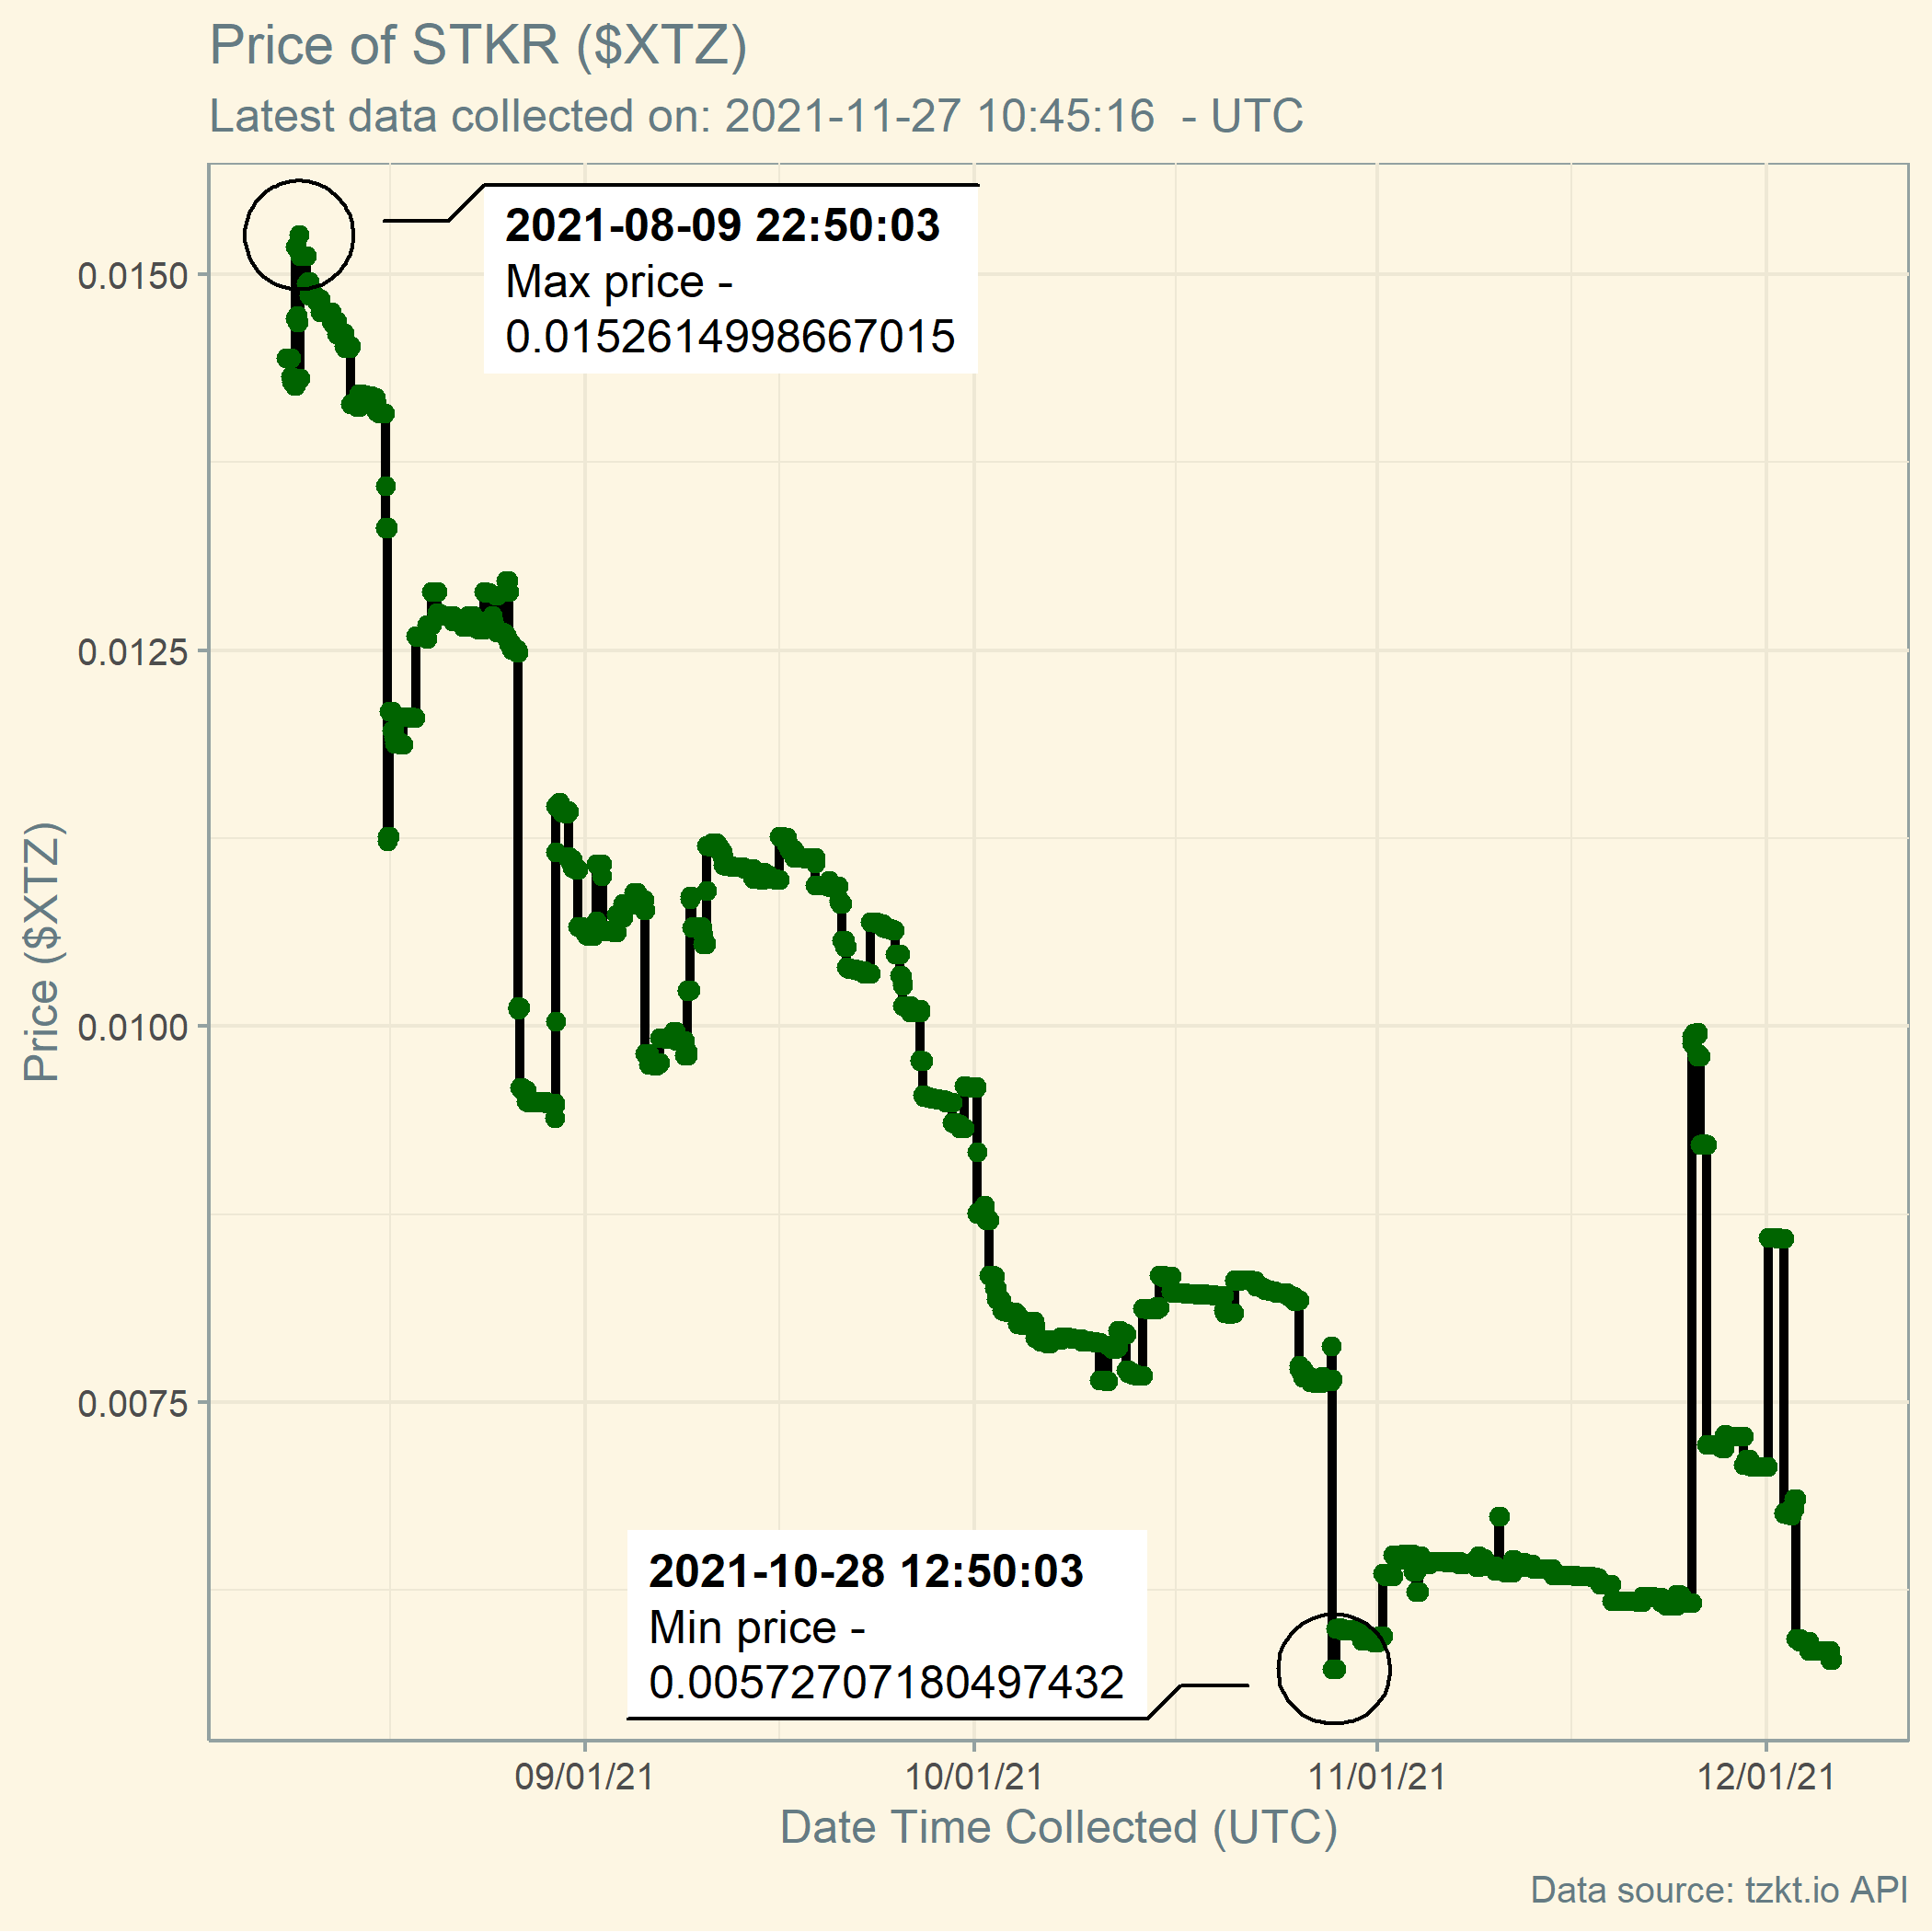 Price of STKR ($XTZ)
Latest data collected on: 2021-11-27 10:45:16  - UTC
2021-08-09 22:50:03
Max price -
0.0152614998667015
0.0150
0.0125
0.0100
0.0075
Price ($XTZ)
2021-10-28 12:50:03
Min price -
0.00572707180497432
09/01/21
10/01/21
11/01/21
12/01/21
Date Time Collected (UTC)
Data source: tzkt.io API